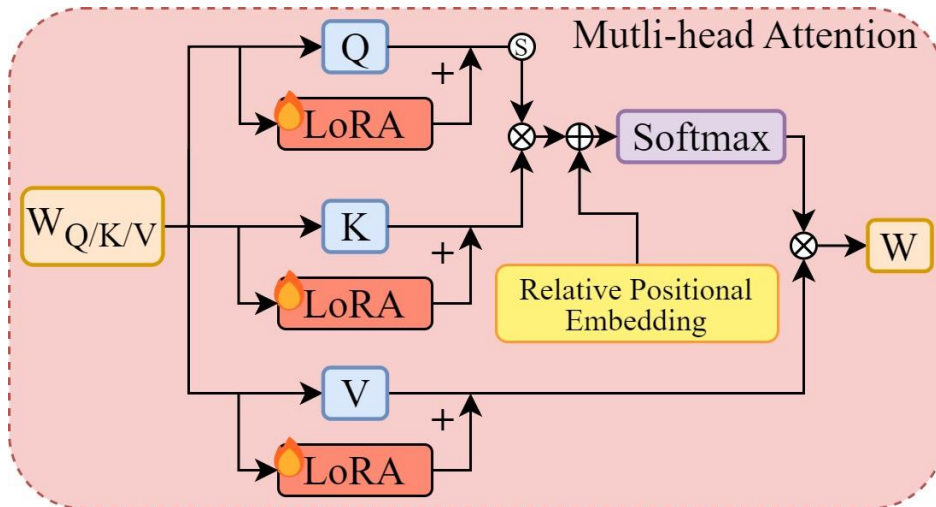 Mutli-head Attention
Q
S
+
LoRA
Softmax
W Q/K/V
K
W
+
LoRA
Relative Positional
Embedding
V
+
LoRA